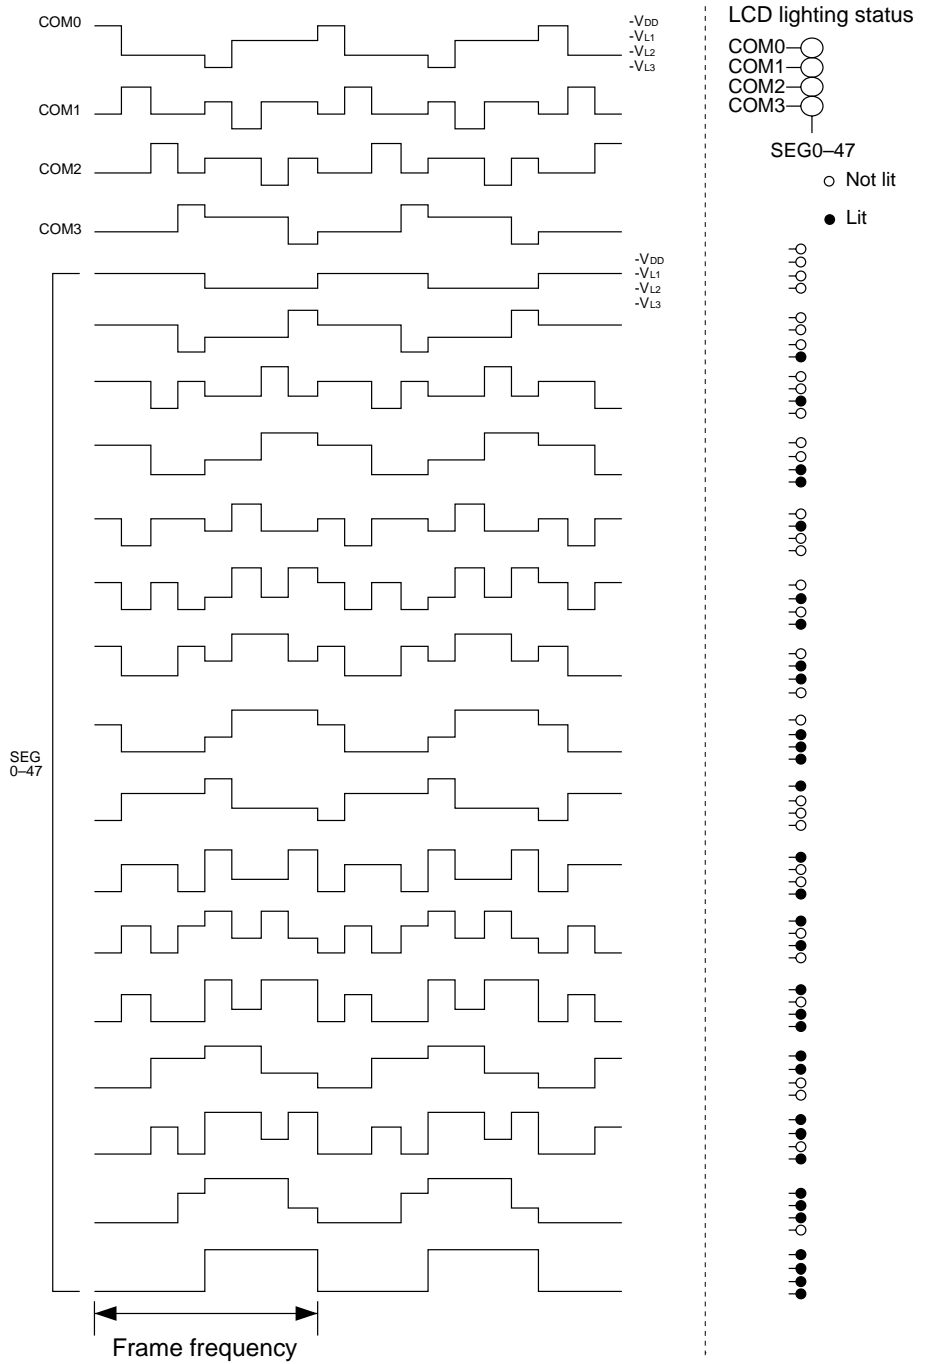 COM0
-VDD
-VL1
-VL2
-VL3
COM1
COM2
COM3
-VDD
-VL1
-VL2
-VL3
SEG
0–47
Frame frequency
LCD lighting status
COM0
COM1
COM2
COM3
SEG0–47
Not lit
Lit